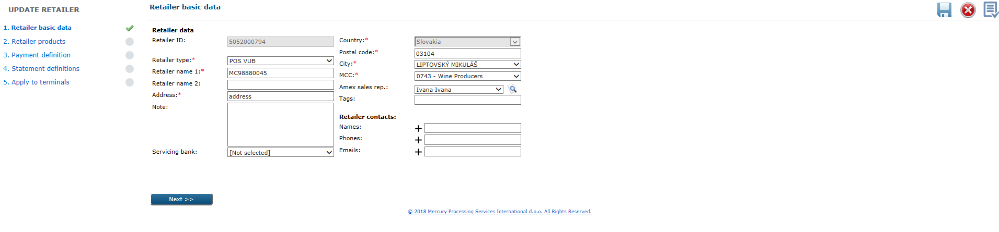 UPDATE RETAILER
1. Retailer basic data
2. Retailer products
3. Payment definition
4. Statement definitions
5. Apply to terminals
Retailer basic data
Retailer data
Retailer ID: 5052000794
Retailer type:* POS VUB
Retailer name 1:* MC98880045
Retailer name 2:
Address:* address
Note:
Servicing bank: [Not selected]
Country:* Slovakia
Postal code:* 03104
City:* LIPTOVSKÝ MIKULÁŠ
MCC:* 0743 - Wine Producers
Amex sales rep.: Ivana Ivana
Tags:
Retailer contacts:
Names:
Phones:
Emails:
Next >>
© 2018 Mercury Processing Services International d.o.o. All Rights Reserved.